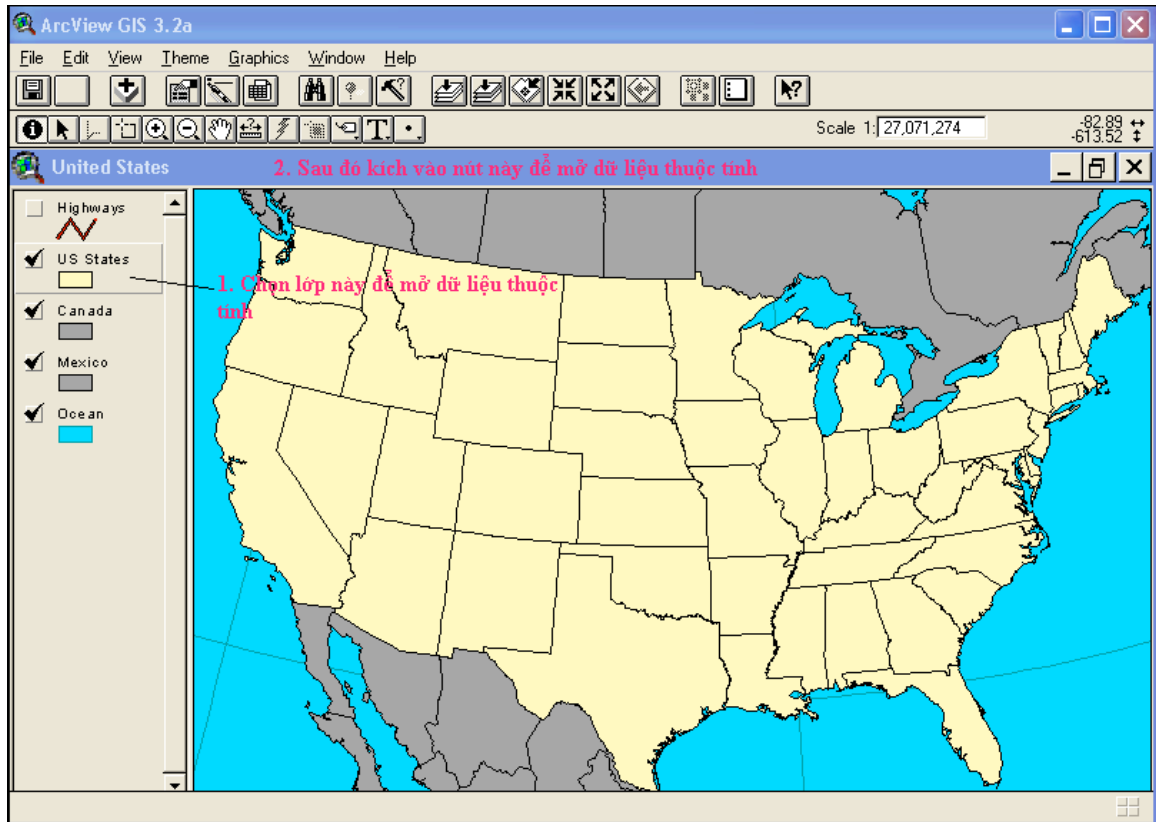 ArcView GIS 3.2a
File Edit View Theme Graphics Window Help
Scale 1: 27,071,274
-82.89
-613.52
United States
2. Sau đó kích vào nút này để mở dữ liệu thuộc tính
Highways
US States
1. Chọn lớp này để mở dữ liệu thuộc
tính
Canada
Mexico
Ocean